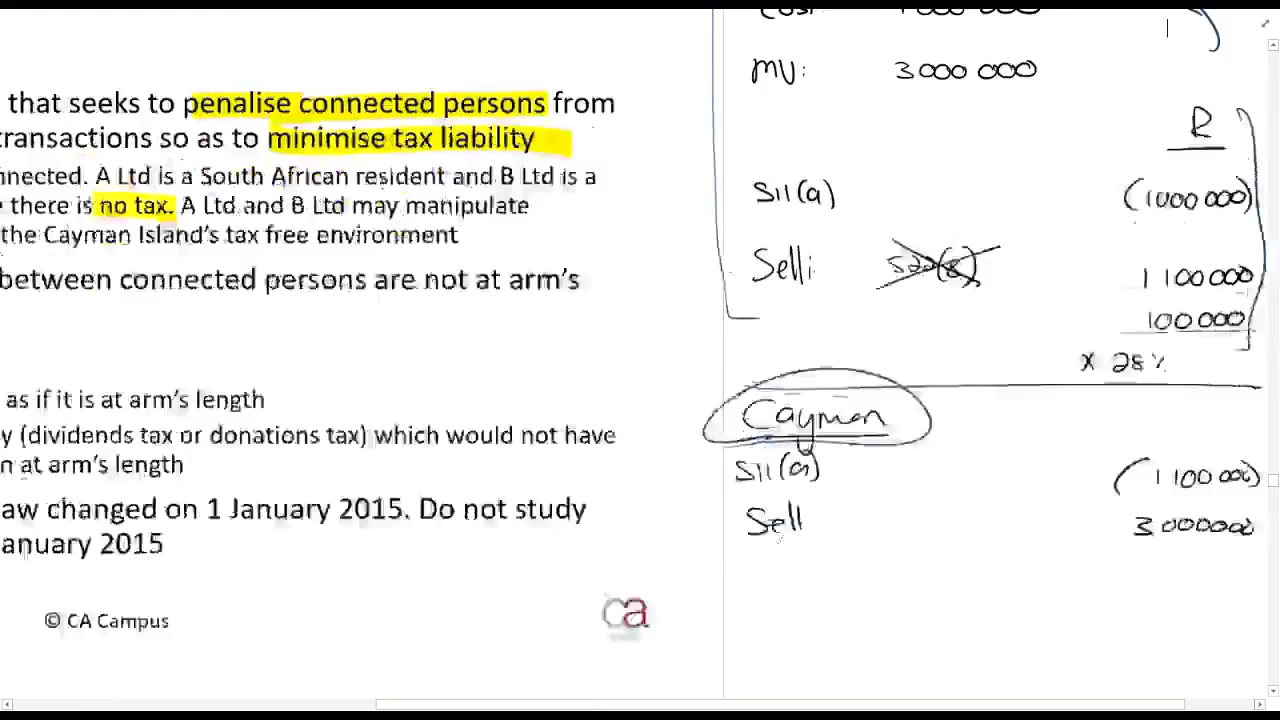 that seeks to penalise connected persons from
transactions so as to minimise tax liability
nnected. A Ltd is a South African resident and B Ltd is a
there is no tax. A Ltd and B Ltd may manipulate
the Cayman Island's tax free environment
between connected persons are not at arm's
as if it is at arm's length
y (dividends tax or donations tax) which would not have
n at arm's length
aw changed on 1 January 2015. Do not study
anuary 2015
© CA Campus
ca
MV: 3 000 000
R
S11(a) (1 000 000)
Sell: 1 100 000
100 000
x 28%
Cayman
S11(a) (1 100 000)
Sell 3 000 000